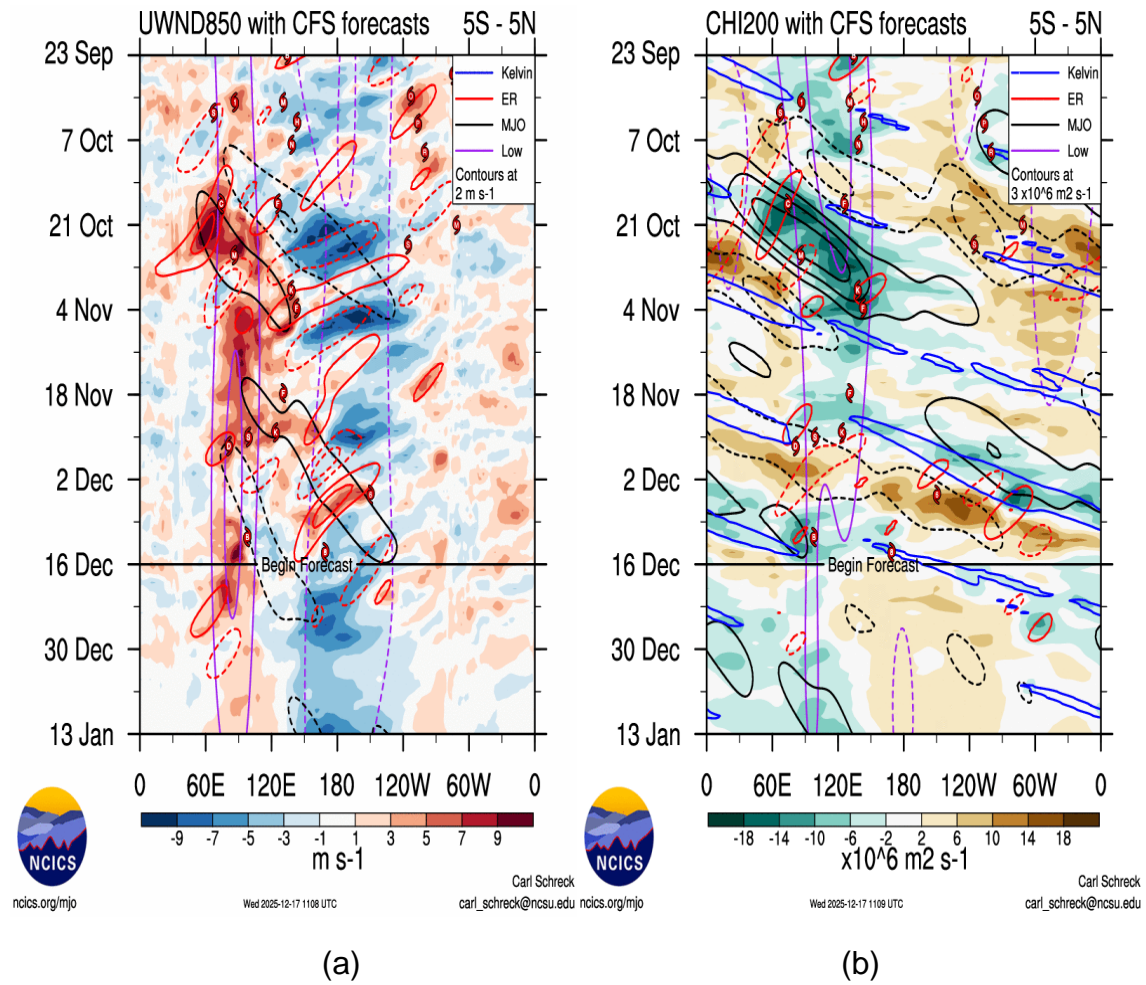 UWND850 with CFS forecasts 5S - 5N
23 Sep
7 Oct
21 Oct
4 Nov
18 Nov
2 Dec
16 Dec
30 Dec
13 Jan
Kelvin
ER
MJO
Low
Contours at
2 m s-1
Begin Forecast
0 60E 120E 180 120W 60W 0
-9 -7 -5 -3 -1 1 3 5 7 9
m s-1
NCICS
ncics.org/mjo
Wed 2025-12-17 1108 UTC
Carl Schreck
carl_schreck@ncsu.edu
(a)
CHI200 with CFS forecasts 5S - 5N
23 Sep
7 Oct
21 Oct
4 Nov
18 Nov
2 Dec
16 Dec
30 Dec
13 Jan
Kelvin
ER
MJO
Low
Contours at
3 x10^6 m2 s-1
Begin Forecast
0 60E 120E 180 120W 60W 0
-18 -14 -10 -6 -2 2 6 10 14 18
x10^6 m2 s-1
NCICS
ncics.org/mjo
Wed 2025-12-17 1109 UTC
Carl Schreck
carl_schreck@ncsu.edu
(b)